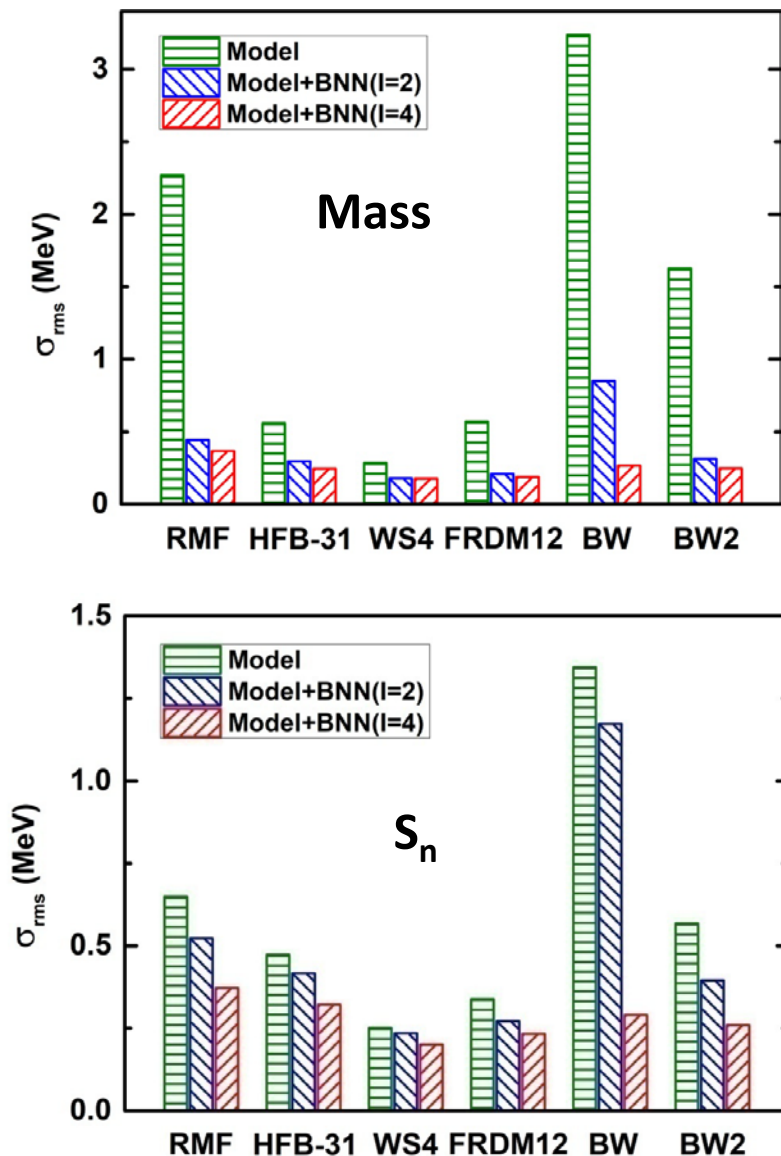 Model
Model+BNN(I=2)
Model+BNN(I=4)
Mass
σrms (MeV)
3
2
1
0
RMF HFB-31 WS4 FRDM12 BW BW2
Model
Model+BNN(I=2)
Model+BNN(I=4)
Sn
σrms (MeV)
1.5
1.0
0.5
0.0
RMF HFB-31 WS4 FRDM12 BW BW2